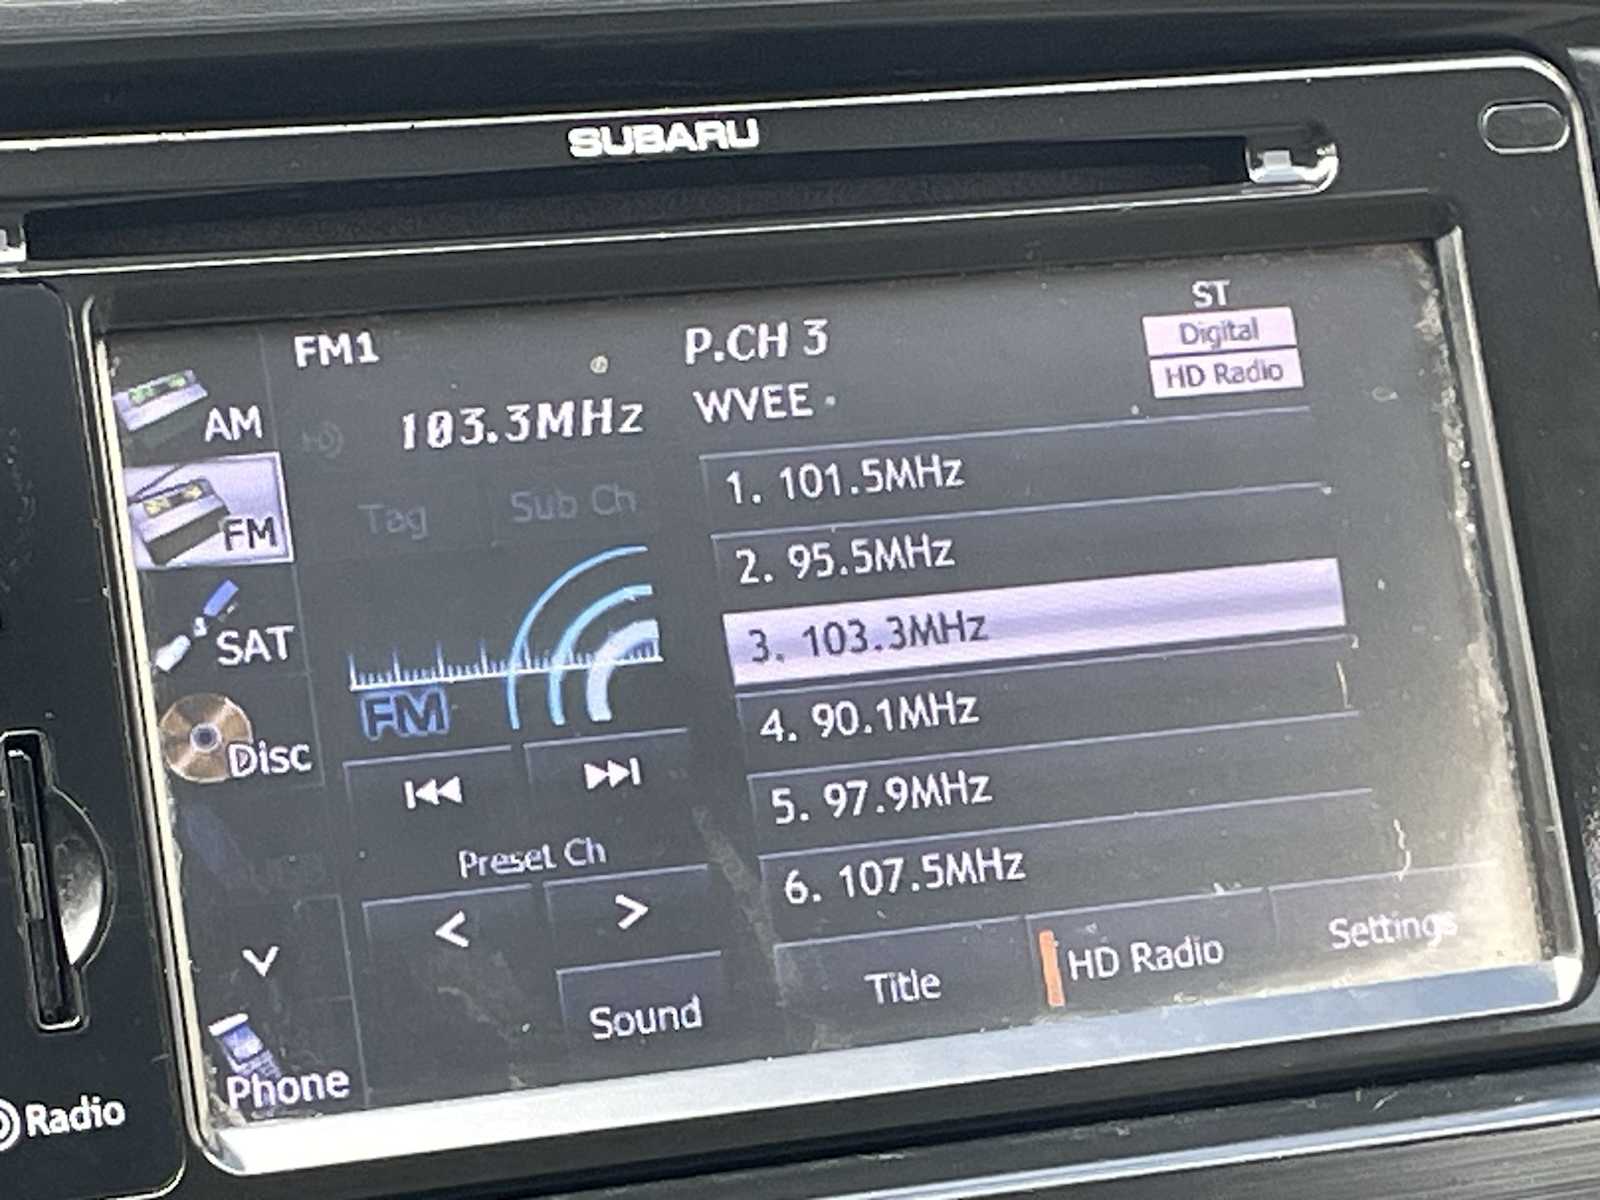 SUBARU
ST
FM1
P.CH 3
Digital
AM
103.3MHz
WVEE
HD Radio
Tag
Sub Ch
1. 101.5MHz
FM
2. 95.5MHz
SAT
3. 103.3MHz
FM
4. 90.1MHz
Disc
5. 97.9MHz
Preset Ch
6. 107.5MHz
<
>
Sound
Title
HD Radio
Settings
Phone
Radio